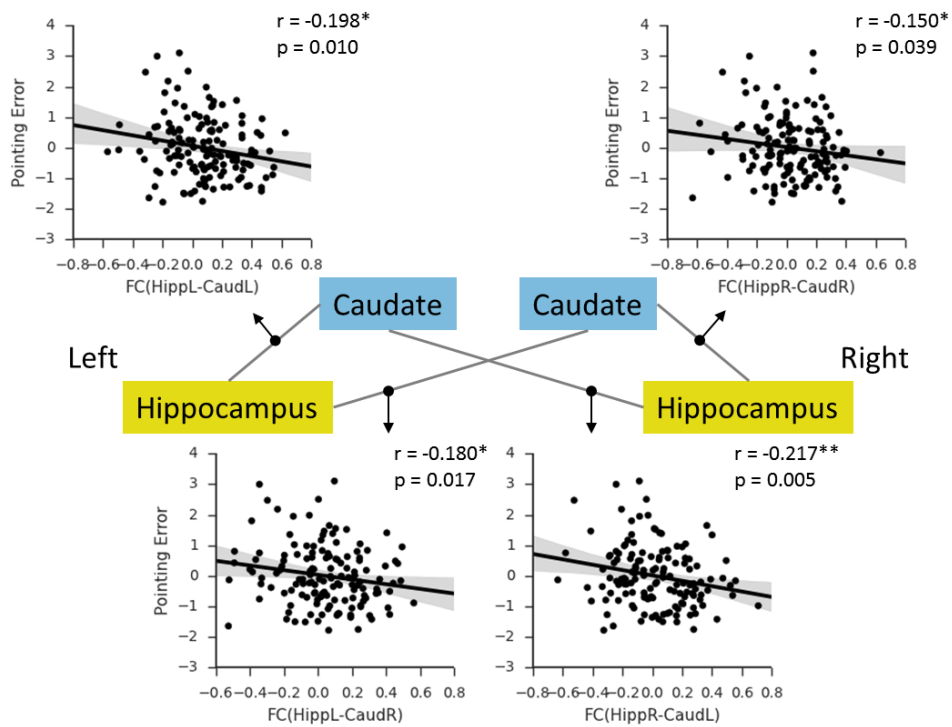 r = -0.198*
p = 0.010
4
3
2
1
0
−1
−2
−3
Pointing Error
−0.8−0.6−0.4−0.20.0 0.2 0.4 0.6 0.8
FC(HippL-CaudL)
r = -0.150*
p = 0.039
4
3
2
1
0
−1
−2
−3
Pointing Error
−0.8−0.6−0.4−0.20.0 0.2 0.4 0.6 0.8
FC(HippR-CaudR)
Caudate
Caudate
Left
Right
Hippocampus
Hippocampus
r = -0.180*
p = 0.017
4
3
2
1
0
−1
−2
−3
Pointing Error
−0.6−0.4−0.2 0.0 0.2 0.4 0.6 0.8
FC(HippL-CaudR)
r = -0.217**
p = 0.005
4
3
2
1
0
−1
−2
−3
−0.8−0.6−0.4−0.20.0 0.2 0.4 0.6 0.8
FC(HippR-CaudL)